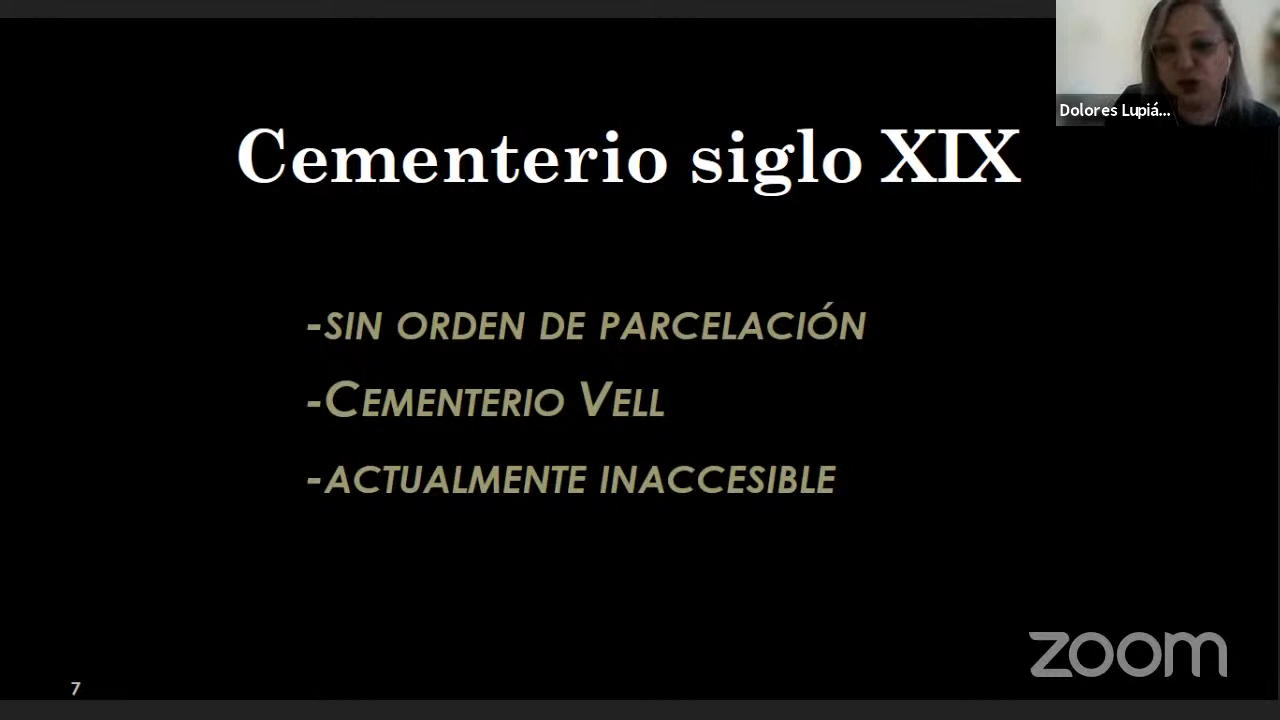 Dolores Lupiá...
Cementerio siglo XIX
-SIN ORDEN DE PARCELACIÓN
-CEMENTERIO VELL
-ACTUALMENTE INACCESIBLE
zoom
7